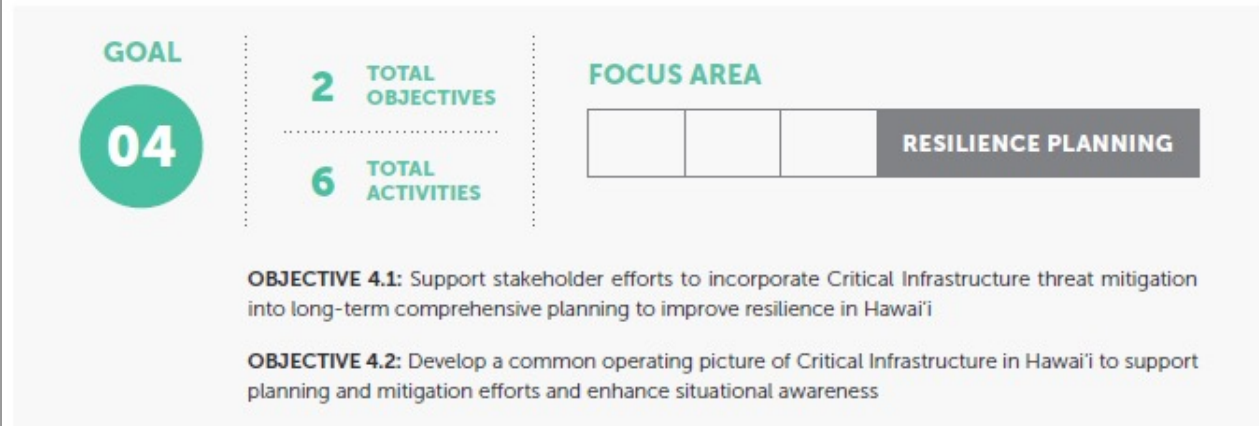 GOAL
04
2 TOTAL
OBJECTIVES
6 TOTAL
ACTIVITIES
FOCUS AREA
RESILIENCE PLANNING
OBJECTIVE 4.1: Support stakeholder efforts to incorporate Critical Infrastructure threat mitigation
into long-term comprehensive planning to improve resilience in Hawai‘i
OBJECTIVE 4.2: Develop a common operating picture of Critical Infrastructure in Hawai‘i to support
planning and mitigation efforts and enhance situational awareness